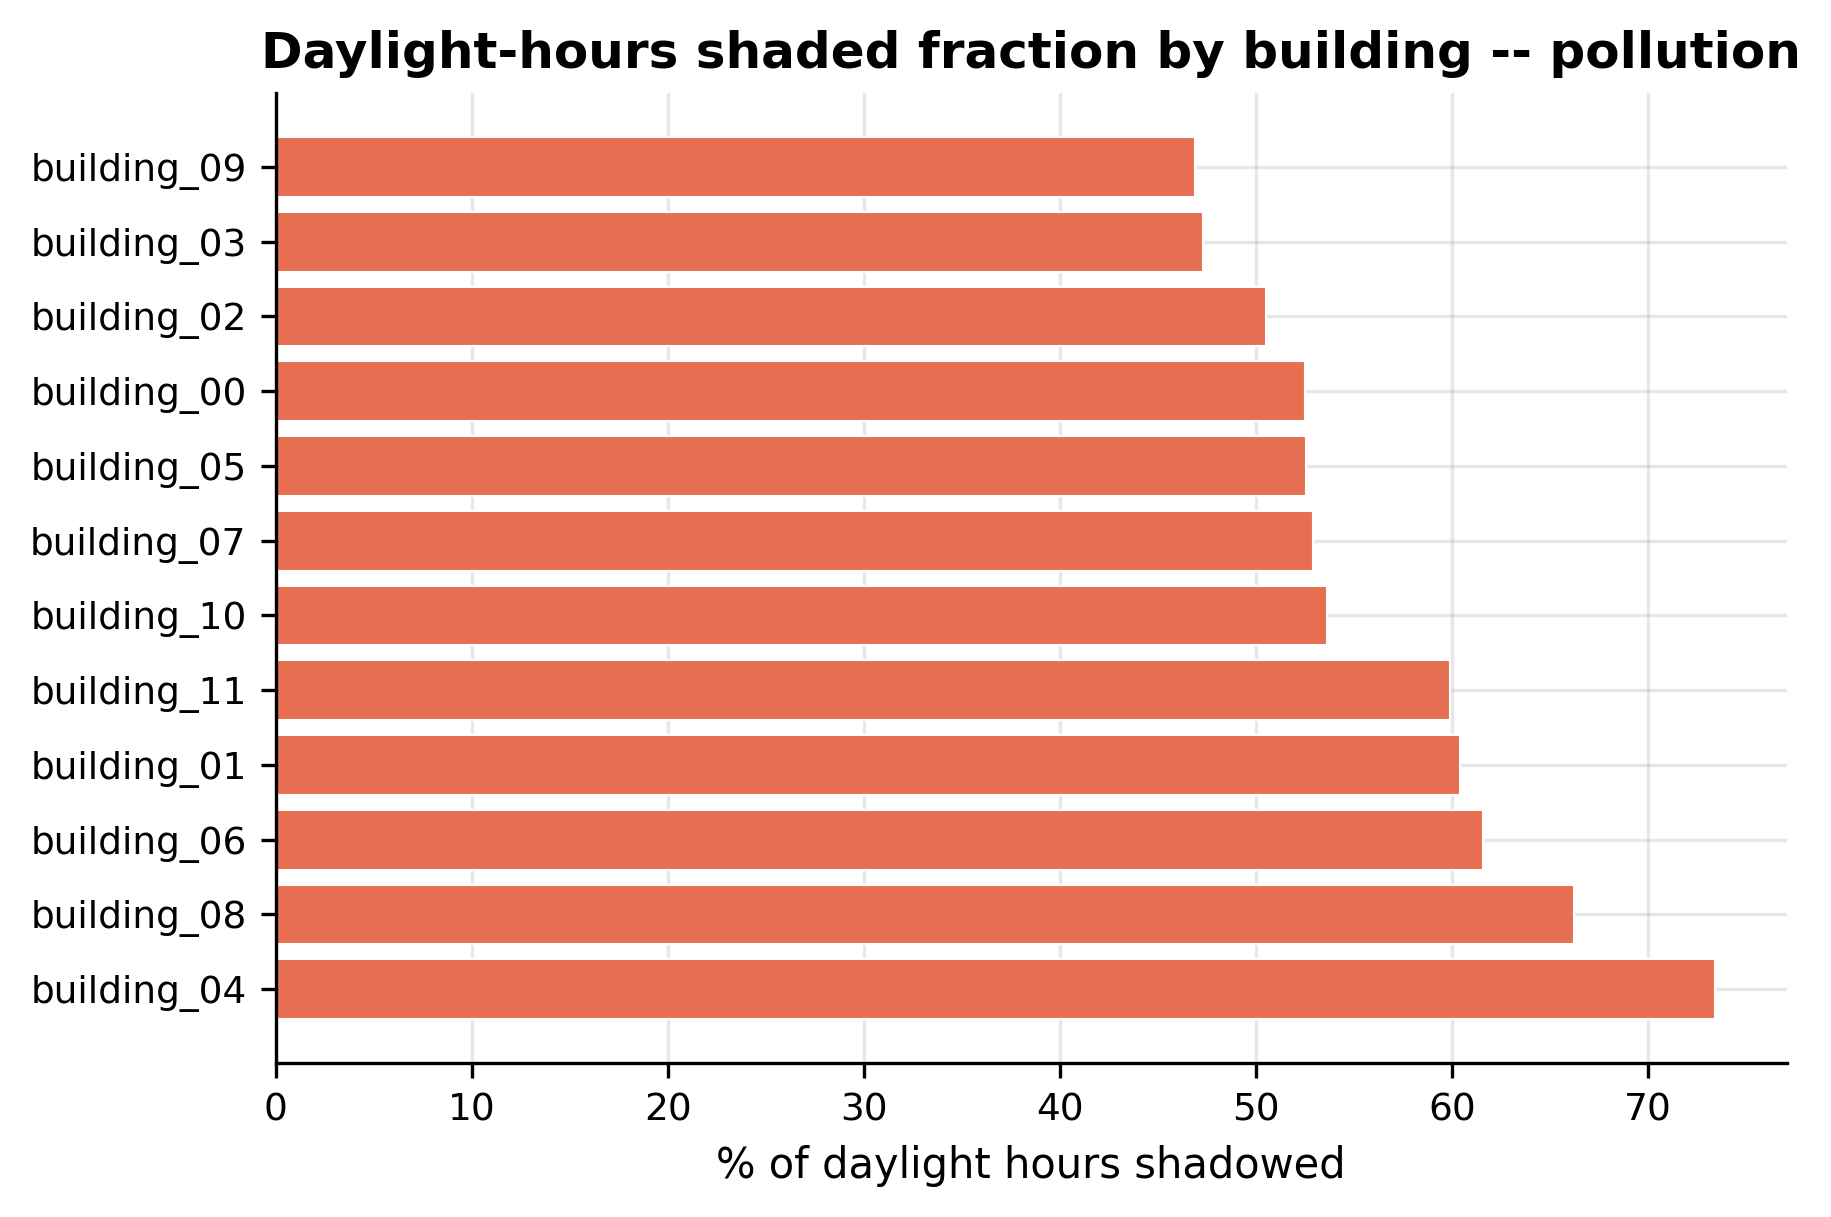 Daylight-hours shaded fraction by building -- pollution
building_09
building_03
building_02
building_00
building_05
building_07
building_10
building_11
building_01
building_06
building_08
building_04
0 10 20 30 40 50 60 70
% of daylight hours shadowed